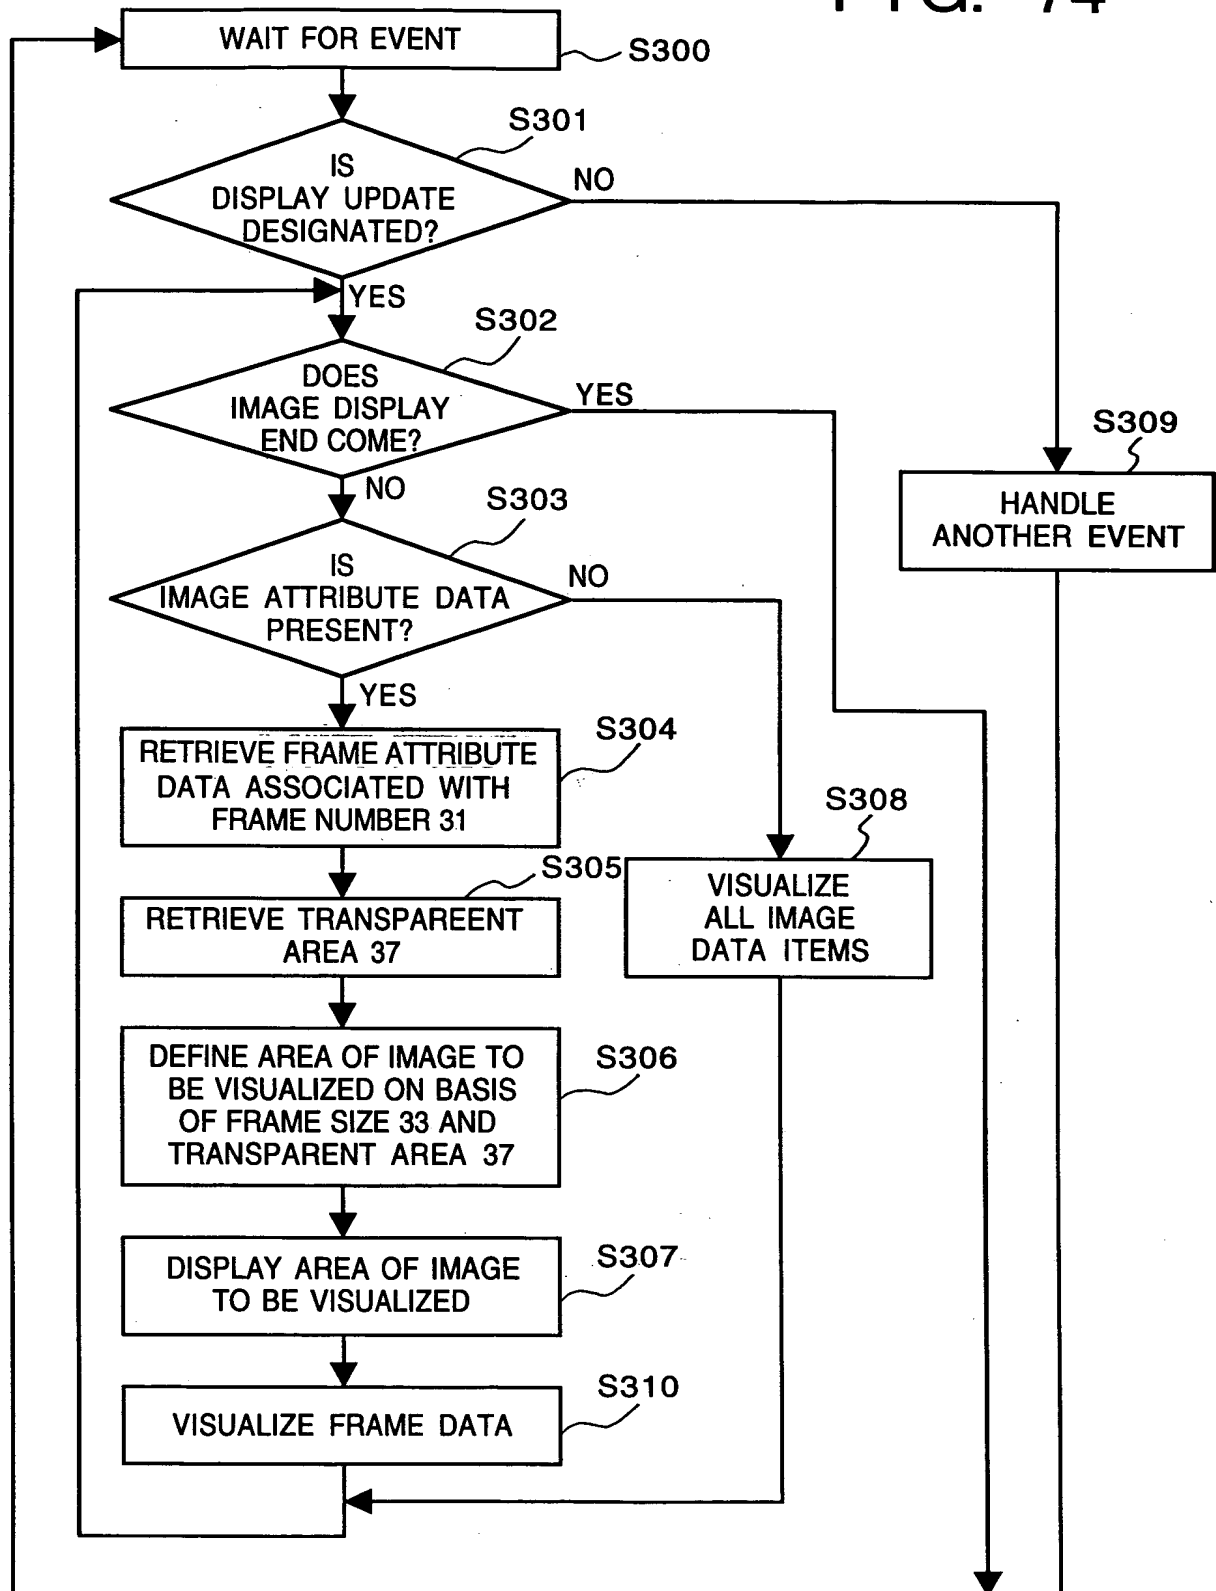 FIG. 74
WAIT FOR EVENT
S300
S301
IS
DISPLAY UPDATE
DESIGNATED?
NO
YES
S302
DOES
IMAGE DISPLAY
END COME?
YES
NO
S309
HANDLE
ANOTHER EVENT
S303
IS
IMAGE ATTRIBUTE DATA
PRESENT?
NO
YES
S304
RETRIEVE FRAME ATTRIBUTE
DATA ASSOCIATED WITH
FRAME NUMBER 31
S308
VISUALIZE
ALL IMAGE
DATA ITEMS
S305
RETRIEVE TRANSPAREENT
AREA 37
S306
DEFINE AREA OF IMAGE TO
BE VISUALIZED ON BASIS
OF FRAME SIZE 33 AND
TRANSPARENT AREA 37
S307
DISPLAY AREA OF IMAGE
TO BE VISUALIZED
S310
VISUALIZE FRAME DATA